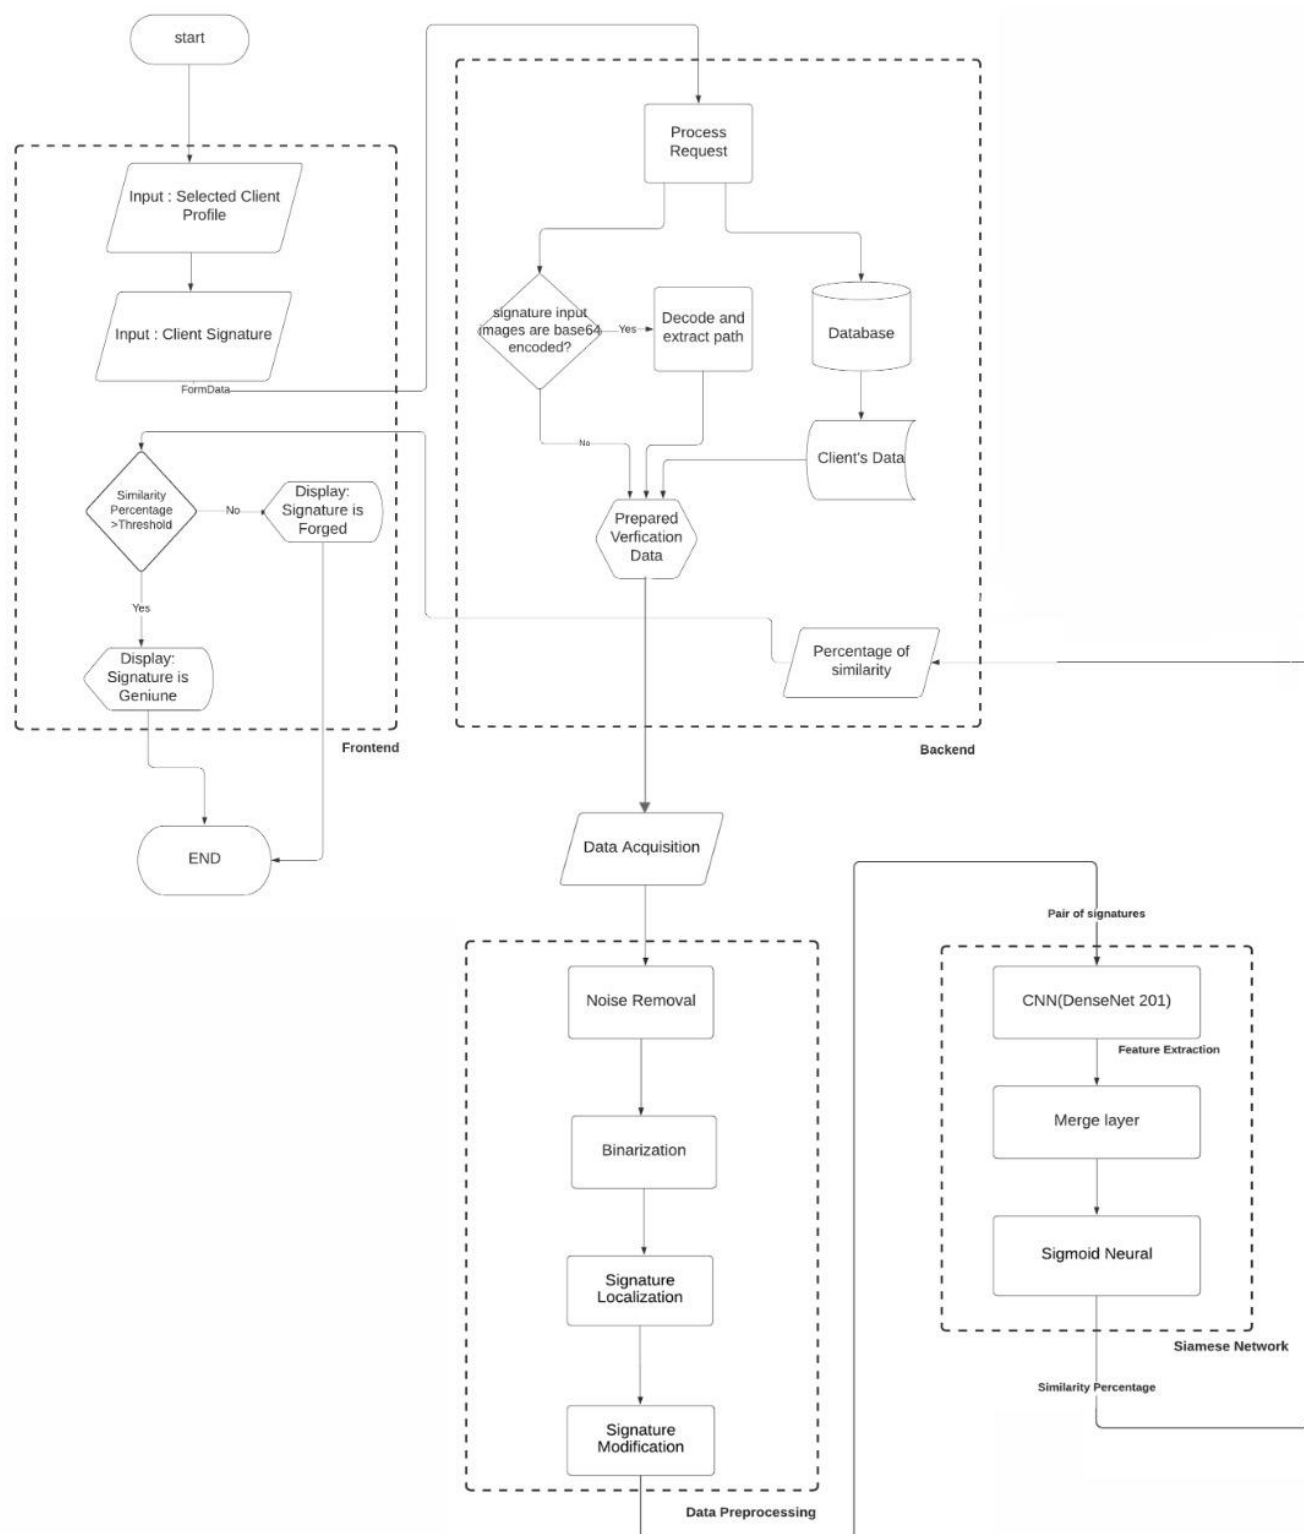 start
Input : Selected Client
Profile
Input : Client Signature
FormData
Similarity
Percentage
>Threshold
No
Display:
Signature is
Forged
Yes
Display:
Signature is
Geniune
Frontend
END
Process
Request
signature input
images are base64
encoded?
Yes
Decode and
extract path
Database
No
Client's Data
Prepared
Verfication
Data
Percentage of
similarity
Backend
Data Acquisition
Noise Removal
Binarization
Signature
Localization
Signature
Modification
Data Preprocessing
Pair of signatures
CNN(DenseNet 201)
Feature Extraction
Merge layer
Sigmoid Neural
Siamese Network
Similarity Percentage